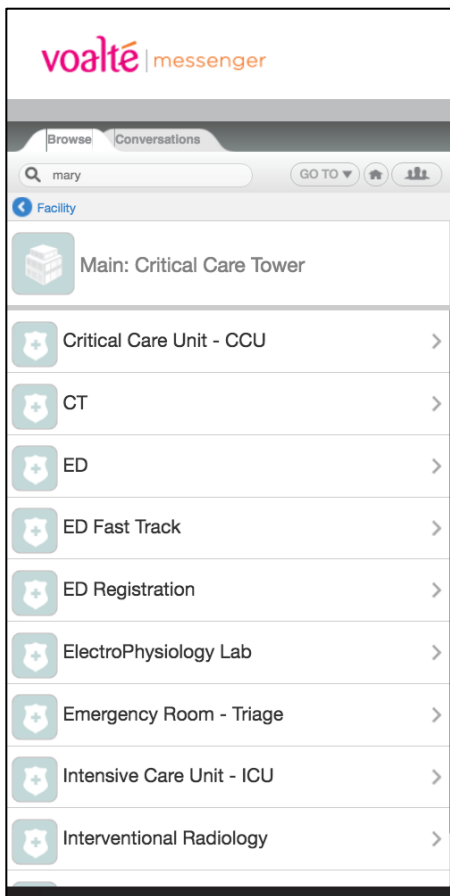 voalté | messenger
Browse Conversations
mary GO TO ▼
Facility
Main: Critical Care Tower
Critical Care Unit - CCU
CT
ED
ED Fast Track
ED Registration
ElectroPhysiology Lab
Emergency Room - Triage
Intensive Care Unit - ICU
Interventional Radiology